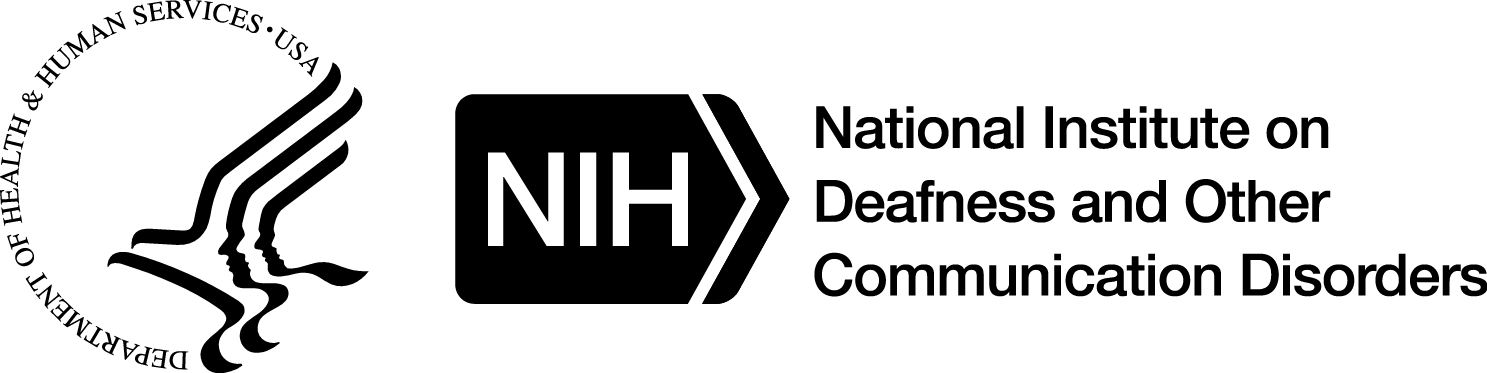 DEPARTMENT OF HEALTH & HUMAN SERVICES • USA
NIH
National Institute on
Deafness and Other
Communication Disorders